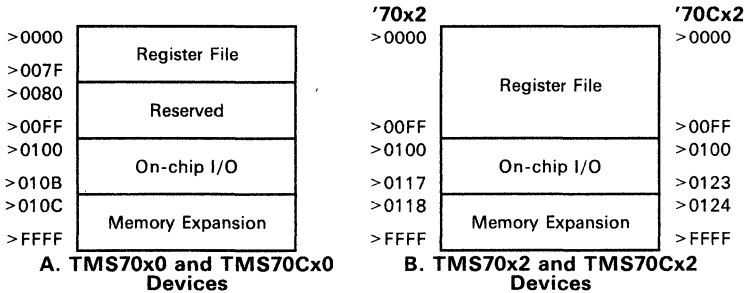 '70x2 '70Cx2
>0000 >0000 >0000
Register File
>007F
>0080 Register File
Reserved
>00FF >00FF >00FF
>0100 >0100 >0100
On-chip I/O On-chip I/O
>010B >0117 >0123
>010C >0118 >0124
Memory Expansion Memory Expansion
>FFFF >FFFF >FFFF
A. TMS70x0 and TMS70Cx0 B. TMS70x2 and TMS70Cx2
Devices Devices